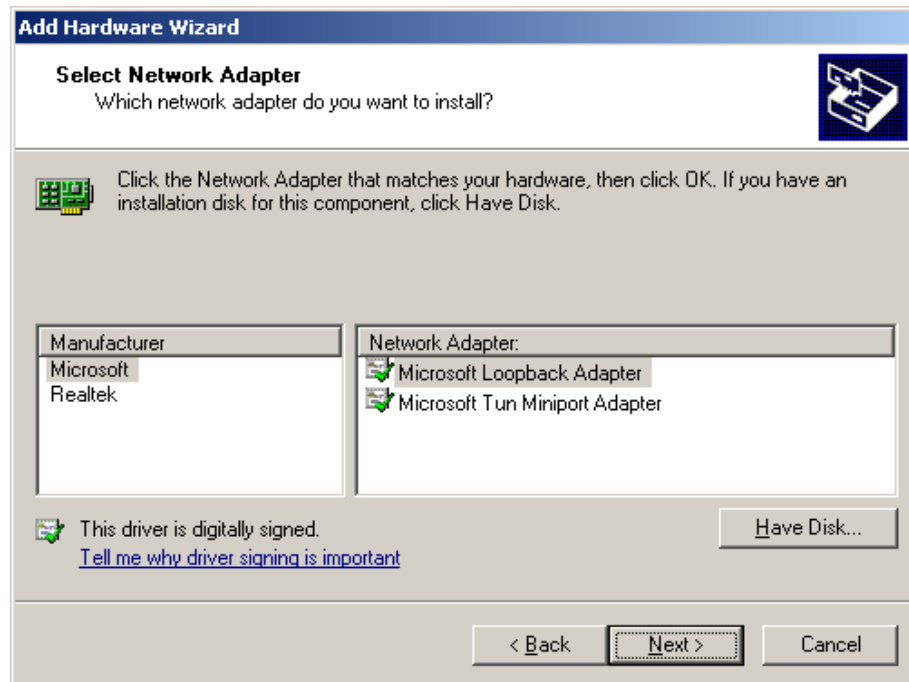 Add Hardware Wizard
Select Network Adapter
Which network adapter do you want to install?
Click the Network Adapter that matches your hardware, then click OK. If you have an
installation disk for this component, click Have Disk.
Manufacturer
Microsoft
Realtek
Network Adapter:
Microsoft Loopback Adapter
Microsoft Tun Miniport Adapter
This driver is digitally signed.
Tell me why driver signing is important
Have Disk...
< Back
Next >
Cancel